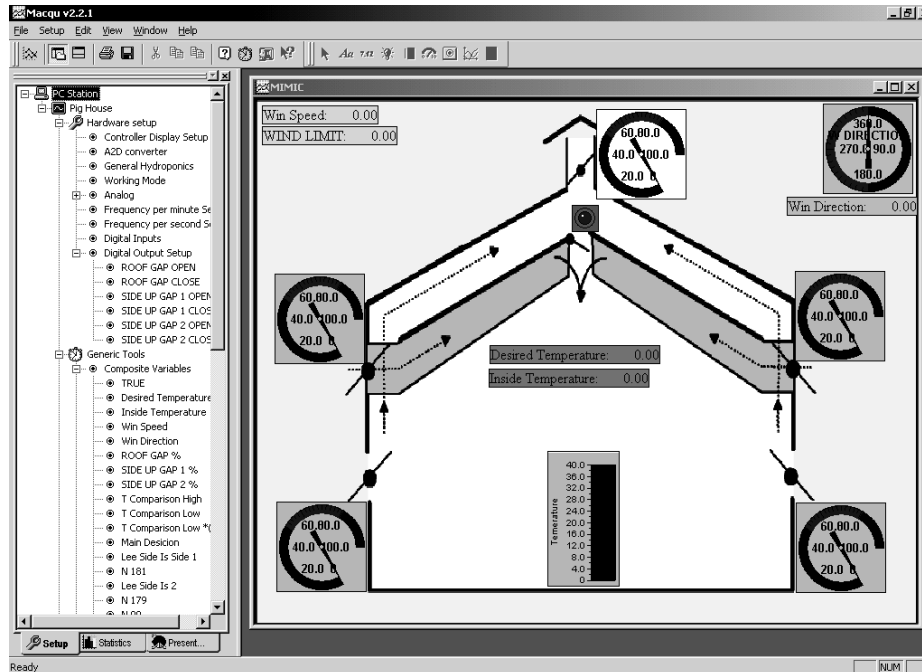 Macqu v2.2.1
File Setup Edit View Window Help
PC Station
Pig House
Hardware setup
Controller Display Setup
A2D converter
General Hydroponics
Working Mode
Analog
Frequency per minute Se
Frequency per second S
Digital Inputs
Digital Output Setup
ROOF GAP OPEN
ROOF GAP CLOSE
SIDE UP GAP 1 OPEN
SIDE UP GAP 1 CLOS
SIDE UP GAP 2 OPEN
SIDE UP GAP 2 CLOS
Generic Tools
Composite Variables
TRUE
Desired Temperature
Inside Temperature
Win Speed
Win Direction
ROOF GAP %
SIDE UP GAP 1 %
SIDE UP GAP 2 %
T Comparison High
T Comparison Low
T Comparison Low *(
Main Desicion
Lee Side Is Side 1
N 181
Lee Side Is 2
N 179
Setup Statistics Present...
Ready
NUM
MIMIC
Win Speed: 0.00
WIND LIMIT: 0.00
60.80.0
40.0 100.0
20.0 0
360.0
DIRECTIO
270.0 90.0
180.0
Win Direction: 0.00
60.80.0
40.0 100.0
20.0 0
60.80.0
40.0 100.0
20.0 0
Desired Temperature: 0.00
Inside Temperature: 0.00
Temerature
40.0
36.0
32.0
28.0
24.0
20.0
16.0
12.0
8.0
4.0
0
60.80.0
40.0 100.0
20.0 0
60.80.0
40.0 100.0
20.0 0